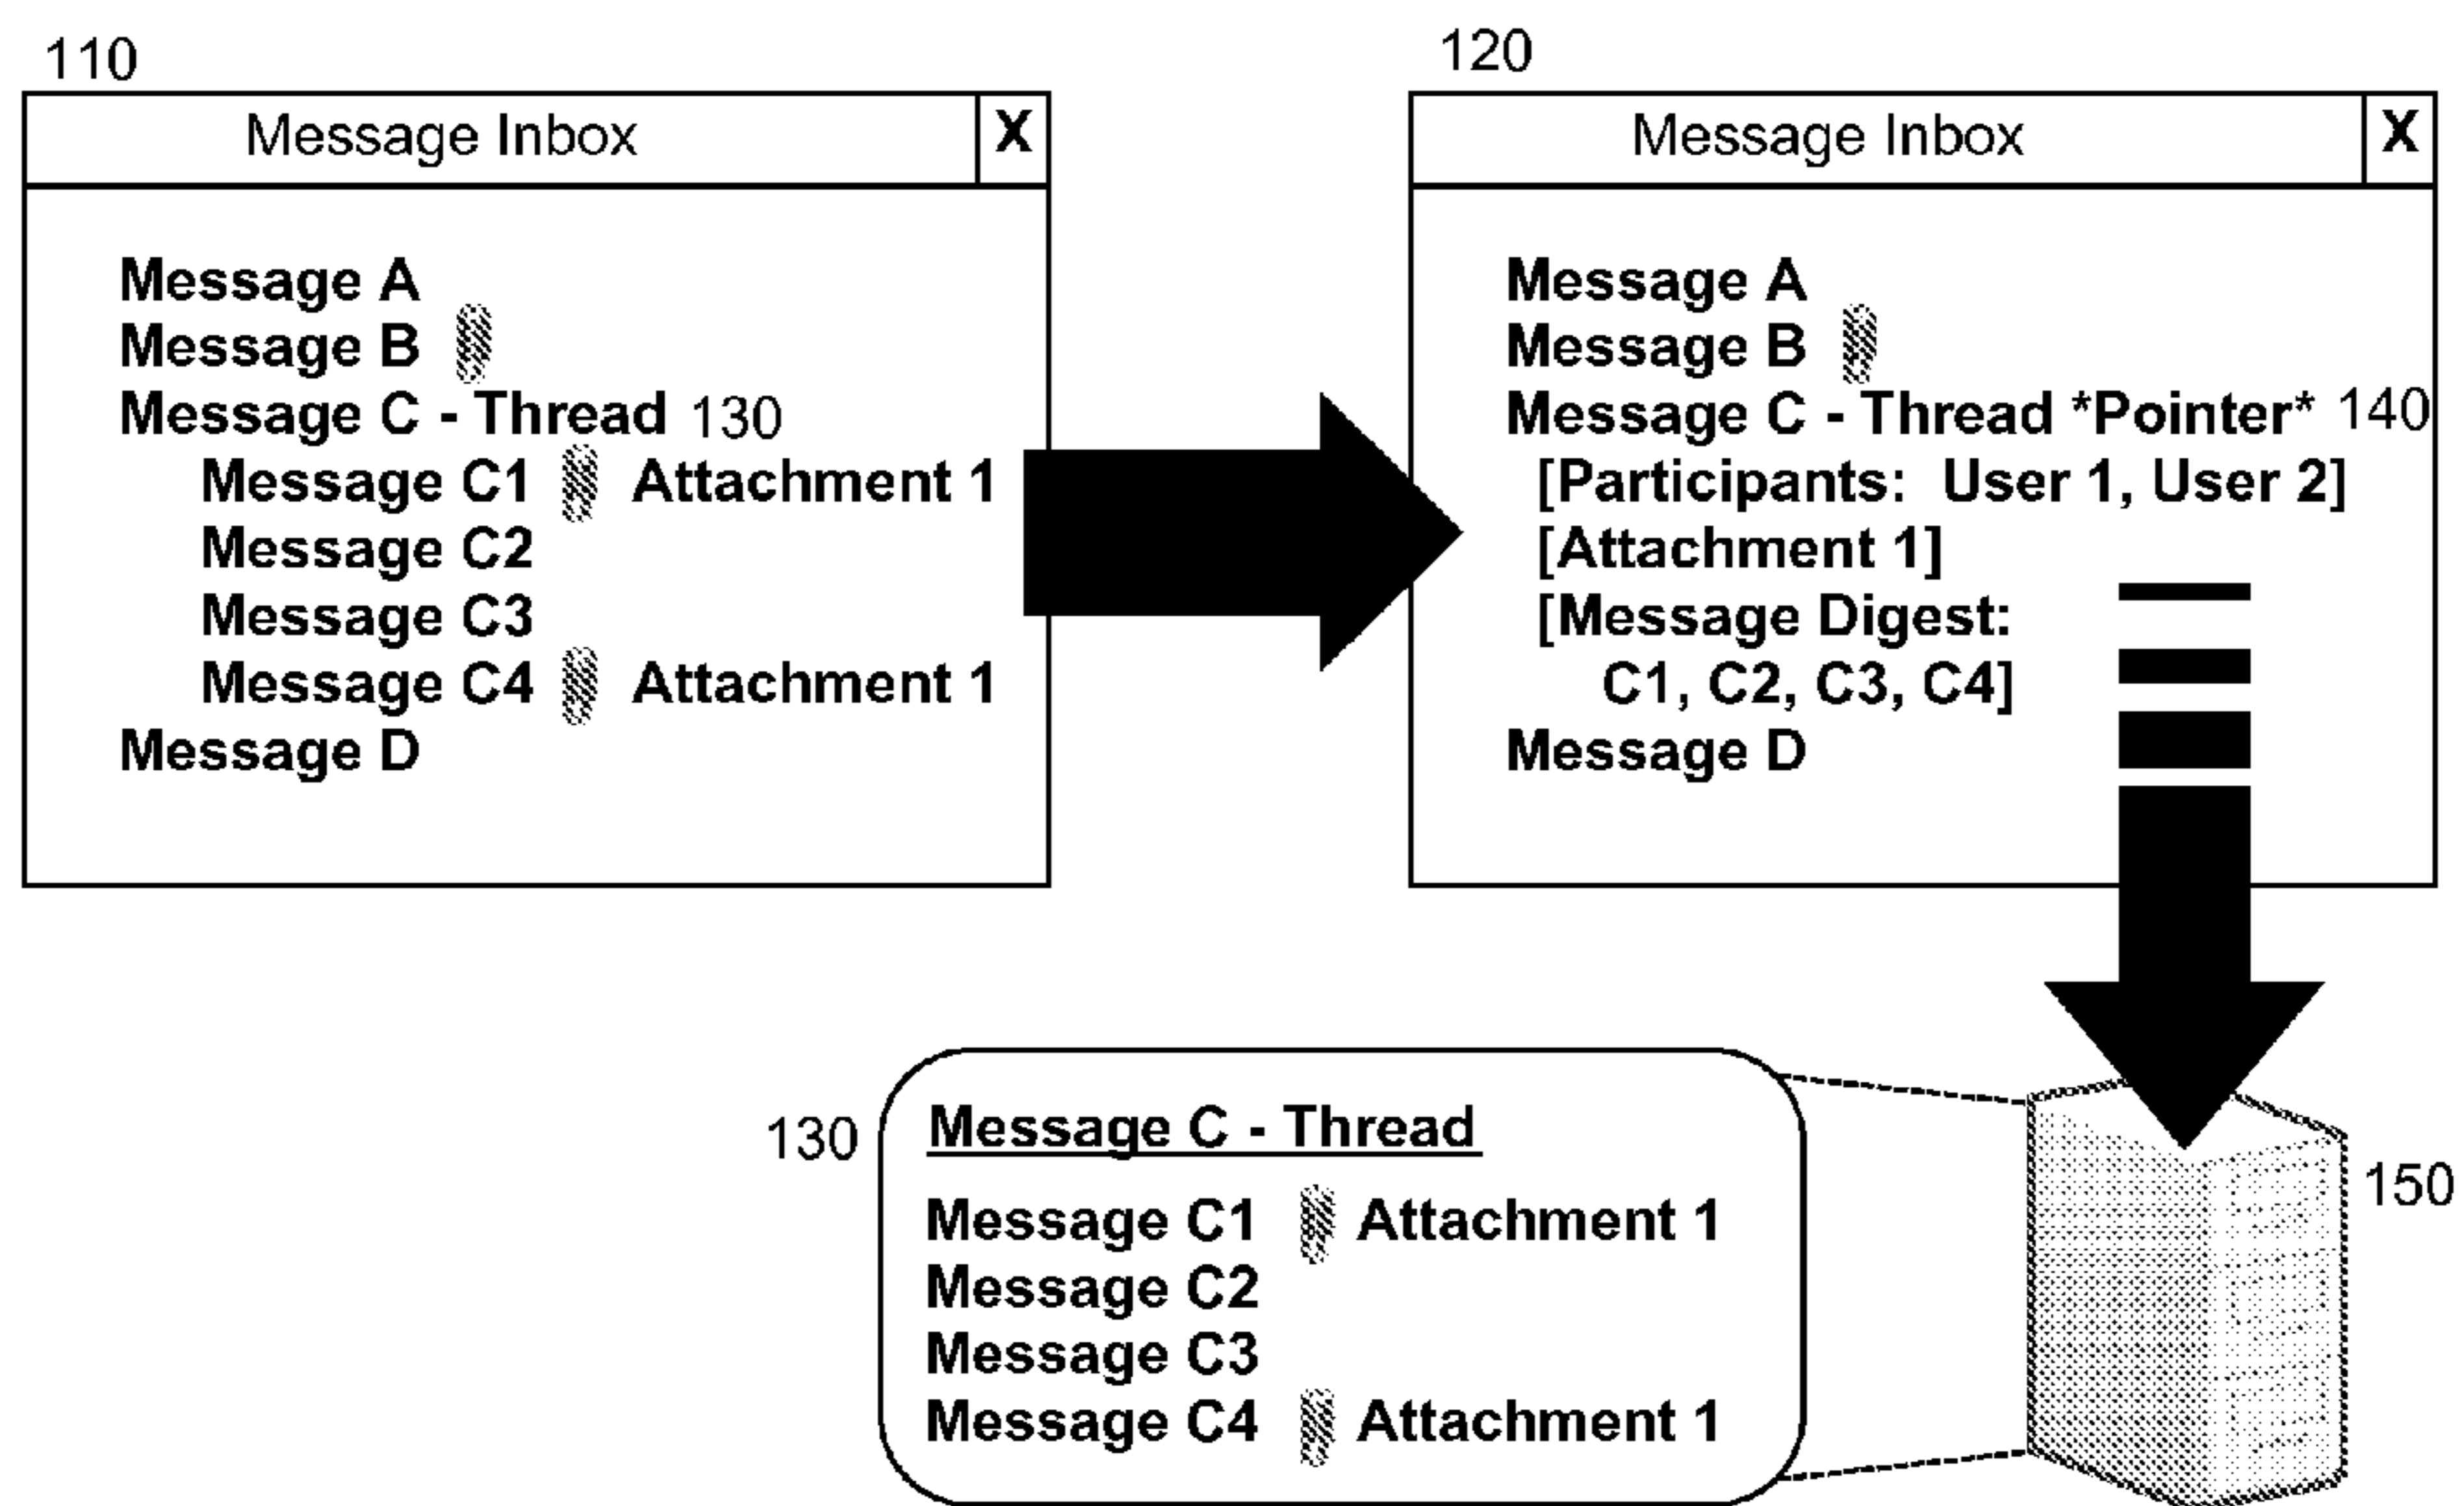 110
Message Inbox X
Message A
Message B
Message C - Thread 130
Message C1 Attachment 1
Message C2
Message C3
Message C4 Attachment 1
Message D
120
Message Inbox X
Message A
Message B
Message C - Thread *Pointer* 140
[Participants: User 1, User 2]
[Attachment 1]
[Message Digest:
C1, C2, C3, C4]
Message D
130
Message C - Thread
Message C1 Attachment 1
Message C2
Message C3
Message C4 Attachment 1
150